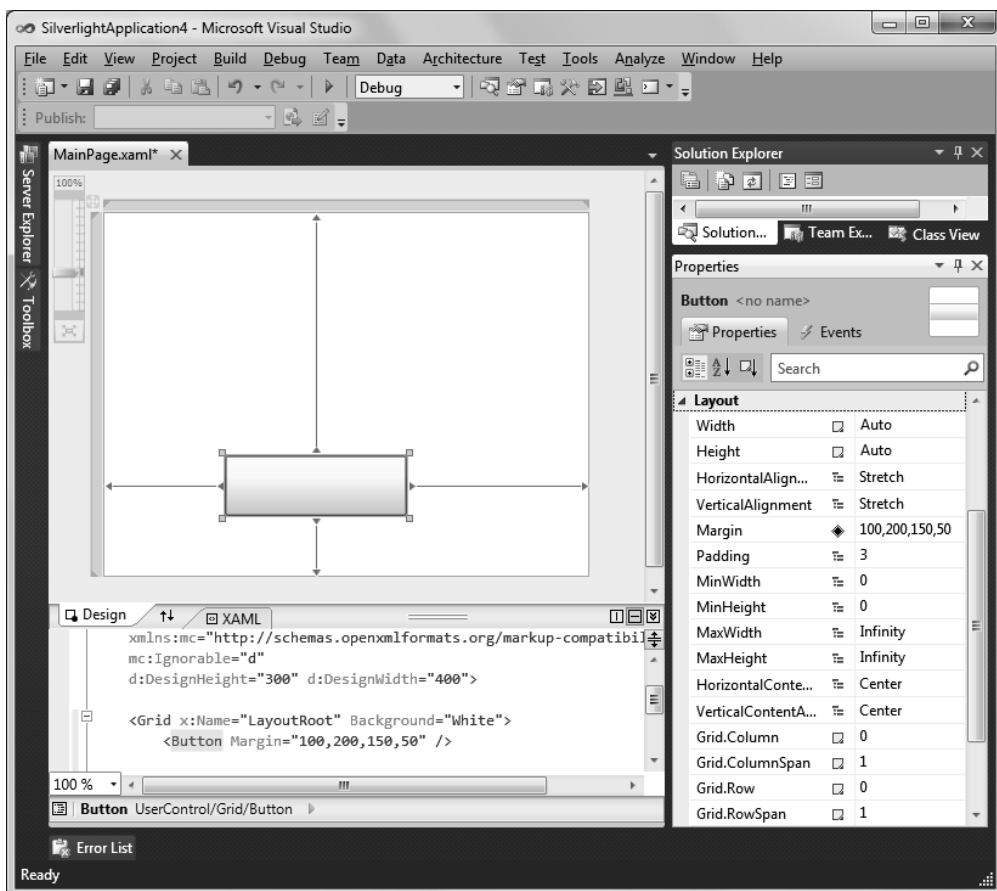 SilverlightApplication4 - Microsoft Visual Studio
File Edit View Project Build Debug Team Data Architecture Test Tools Analyze Window Help
Debug
Publish:
Server Explorer
Toolbox
MainPage.xaml*
100%
Design
XAML
xmlns:mc="http://schemas.openxmlformats.org/markup-compatibil
mc:Ignorable="d"
d:DesignHeight="300" d:DesignWidth="400">
<Grid x:Name="LayoutRoot" Background="White">
<Button Margin="100,200,150,50" />
100 %
Button UserControl/Grid/Button
Solution Explorer
Solution... Team Ex... Class View
Properties
Button <no name>
Properties Events
Search
Layout
Width Auto
Height Auto
HorizontalAlign... Stretch
VerticalAlignment Stretch
Margin 100,200,150,50
Padding 3
MinWidth 0
MinHeight 0
MaxWidth Infinity
MaxHeight Infinity
HorizontalConte... Center
VerticalContentA... Center
Grid.Column 0
Grid.ColumnSpan 1
Grid.Row 0
Grid.RowSpan 1
Error List
Ready